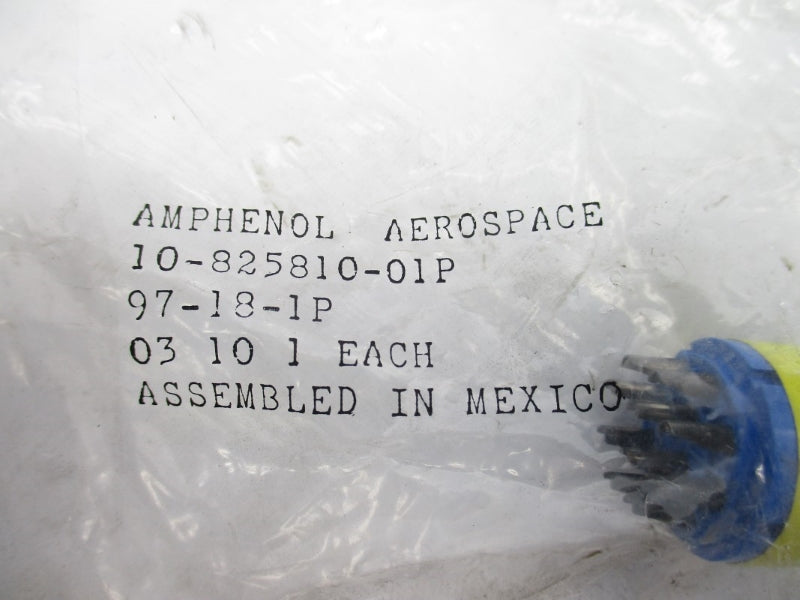 AMPHENOL AEROSPACE
10-825810-01P
97-18-1P
03 10 1 EACH
ASSEMBLED IN MEXICO